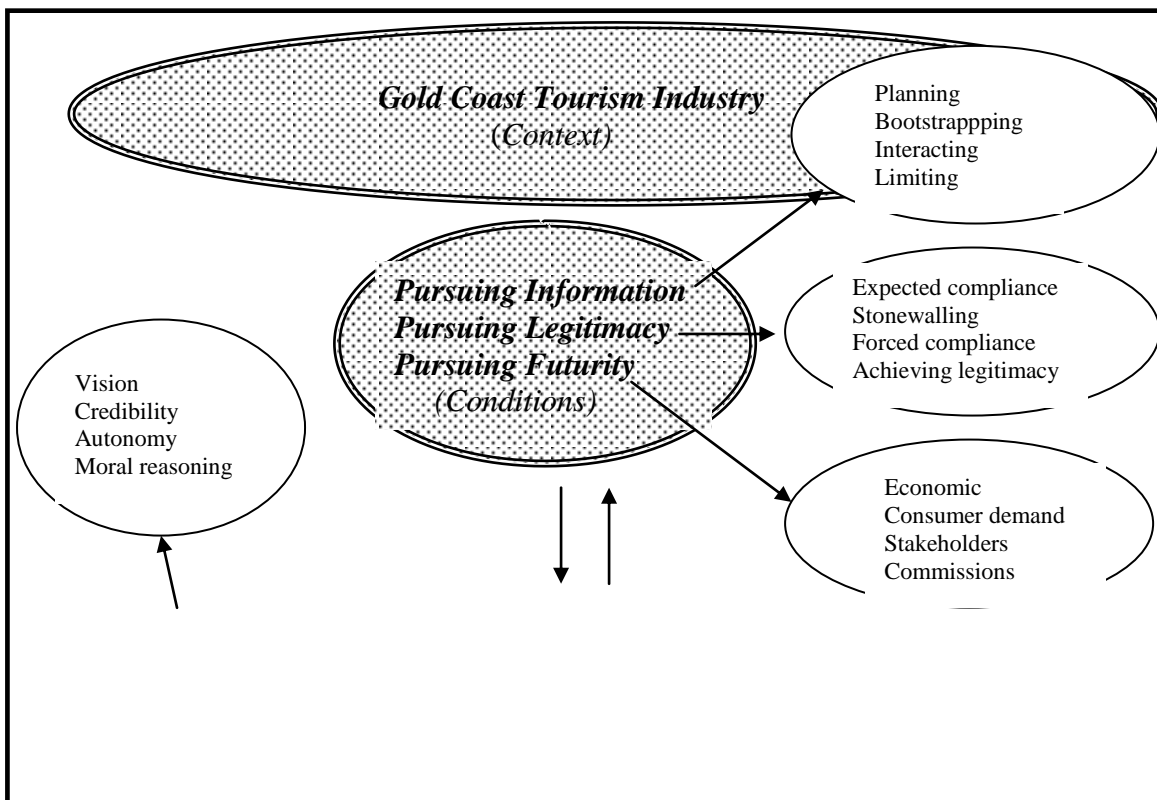 Gold Coast Tourism Industry
(Context)
Planning
Bootstrappping
Interacting
Limiting
Pursuing Information
Pursuing Legitimacy
Pursuing Futurity
(Conditions)
Expected compliance
Stonewalling
Forced compliance
Achieving legitimacy
Vision
Credibility
Autonomy
Moral reasoning
Economic
Consumer demand
Stakeholders
Commissions